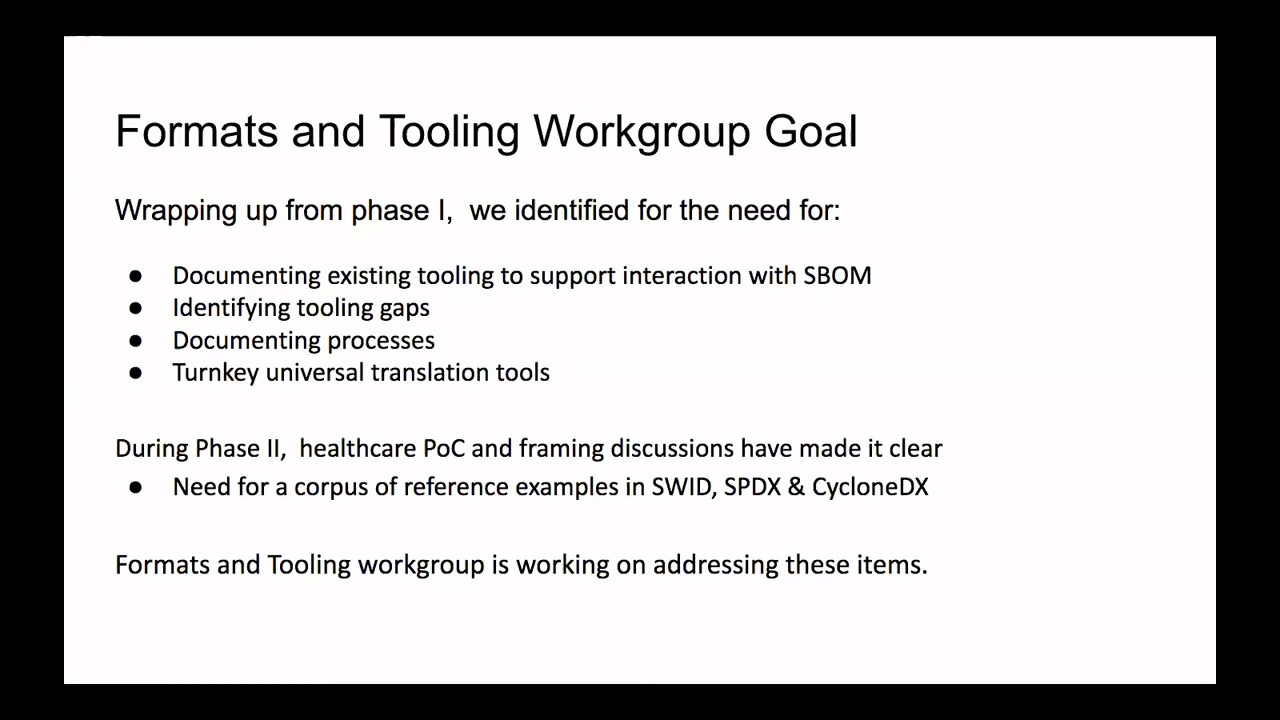 Formats and Tooling Workgroup Goal
Wrapping up from phase I,  we identified for the need for:
● Documenting existing tooling to support interaction with SBOM
● Identifying tooling gaps
● Documenting processes
● Turnkey universal translation tools
During Phase II,  healthcare PoC and framing discussions have made it clear
● Need for a corpus of reference examples in SWID, SPDX & CycloneDX
Formats and Tooling workgroup is working on addressing these items.